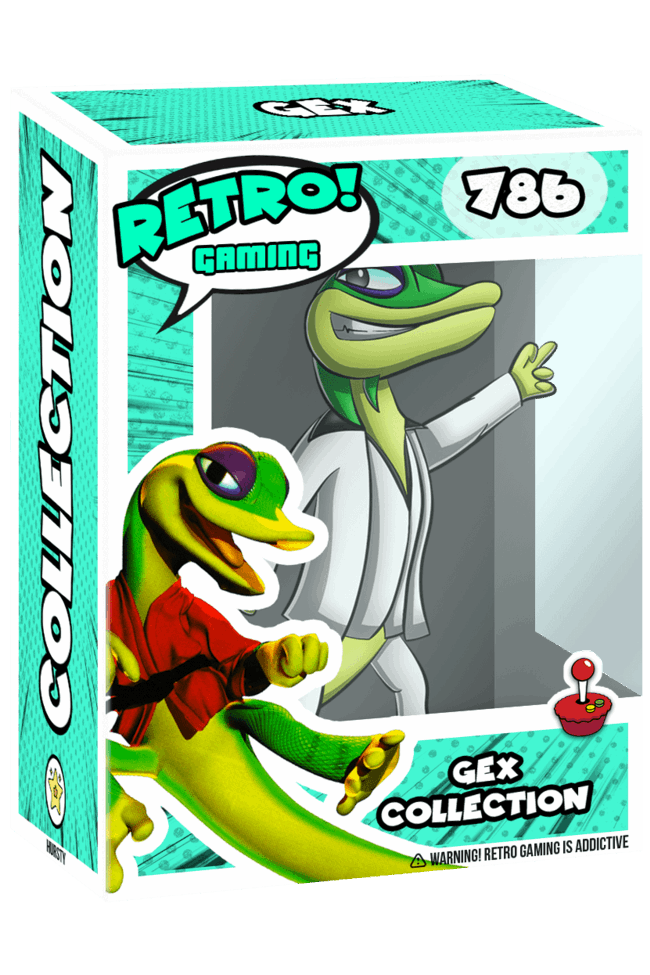 GEX
RETRO!
GAMING
786
COLLECTION
GEX
COLLECTION
WARNING! RETRO GAMING IS ADDICTIVE
HURSTY